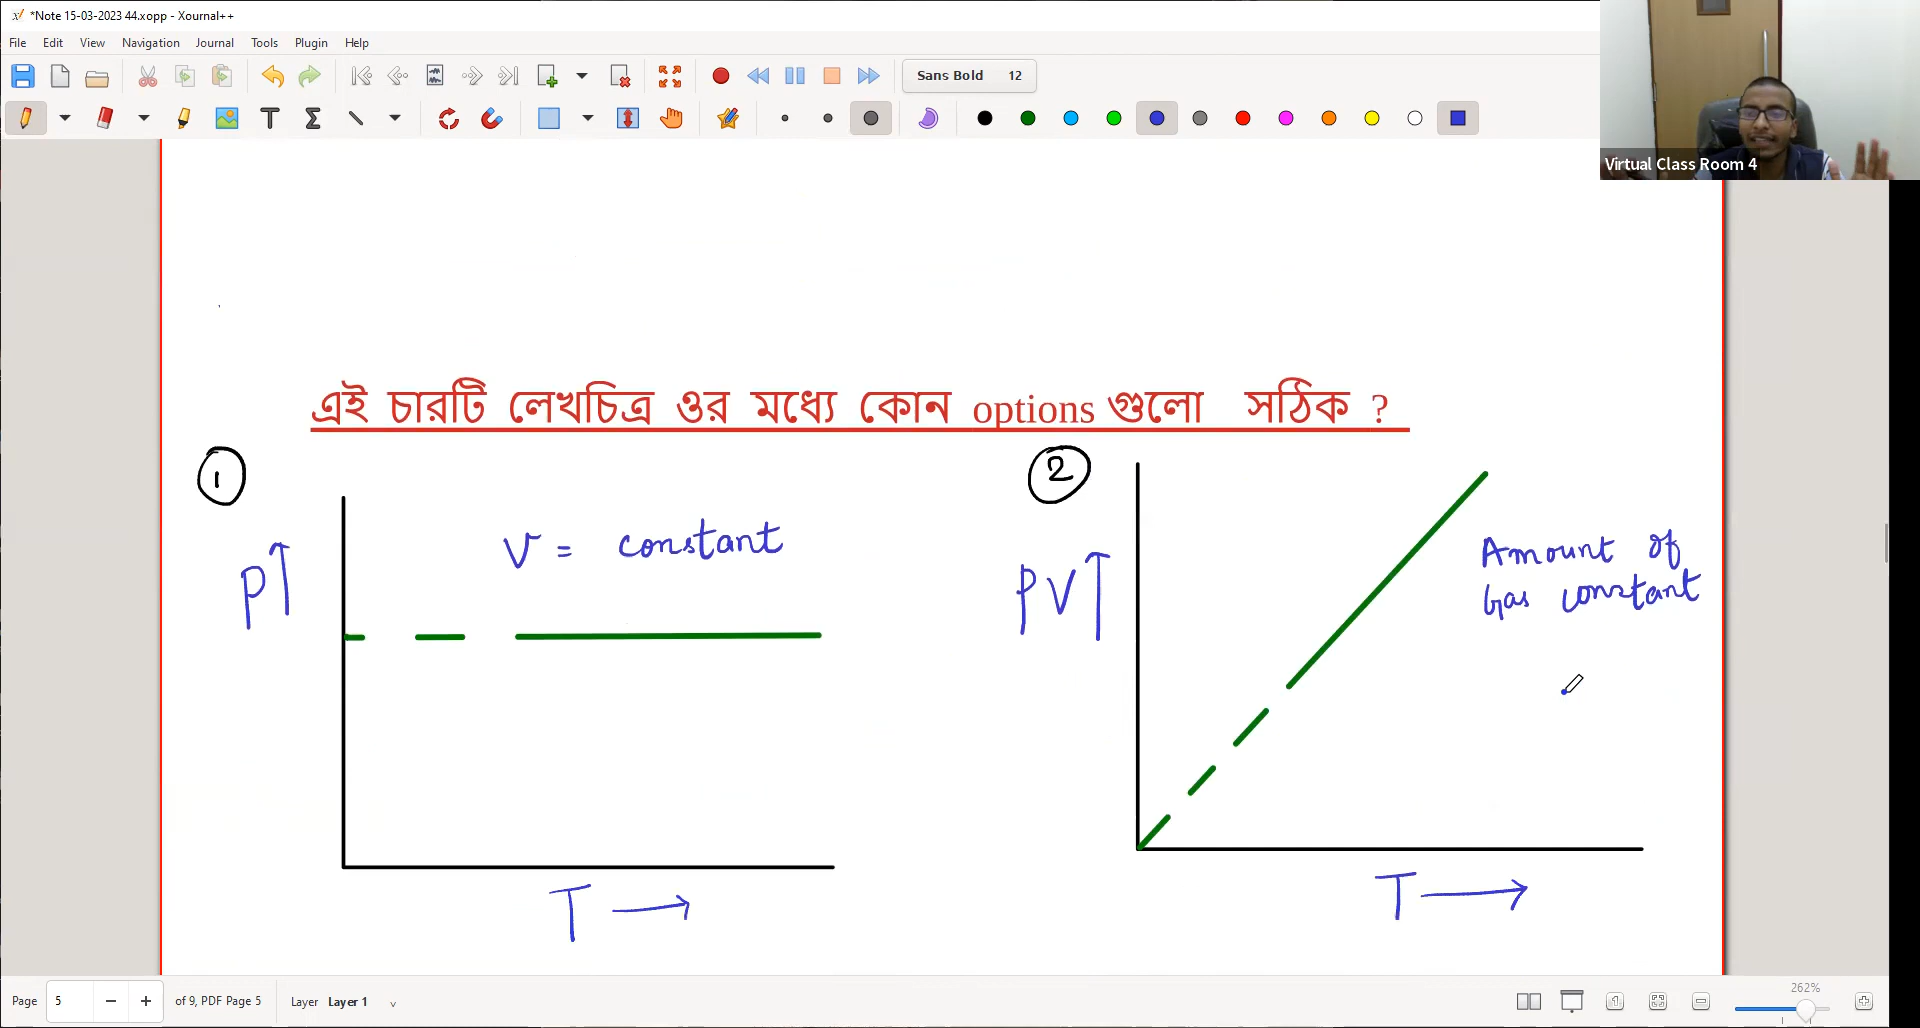 *Note 15-03-2023 44.xopp - Xournal++
File Edit View Navigation Journal Tools Plugin Help
Sans Bold 12
Virtual Class Room 4
এই চারটি লেখচিত্র ওর মধ্যে কোন options গুলো সঠিক ?
1
2
V = constant
P↑
PV↑
Amount of
Gas constant
T →
T →
Page 5 of 9, PDF Page 5 Layer Layer 1
262%